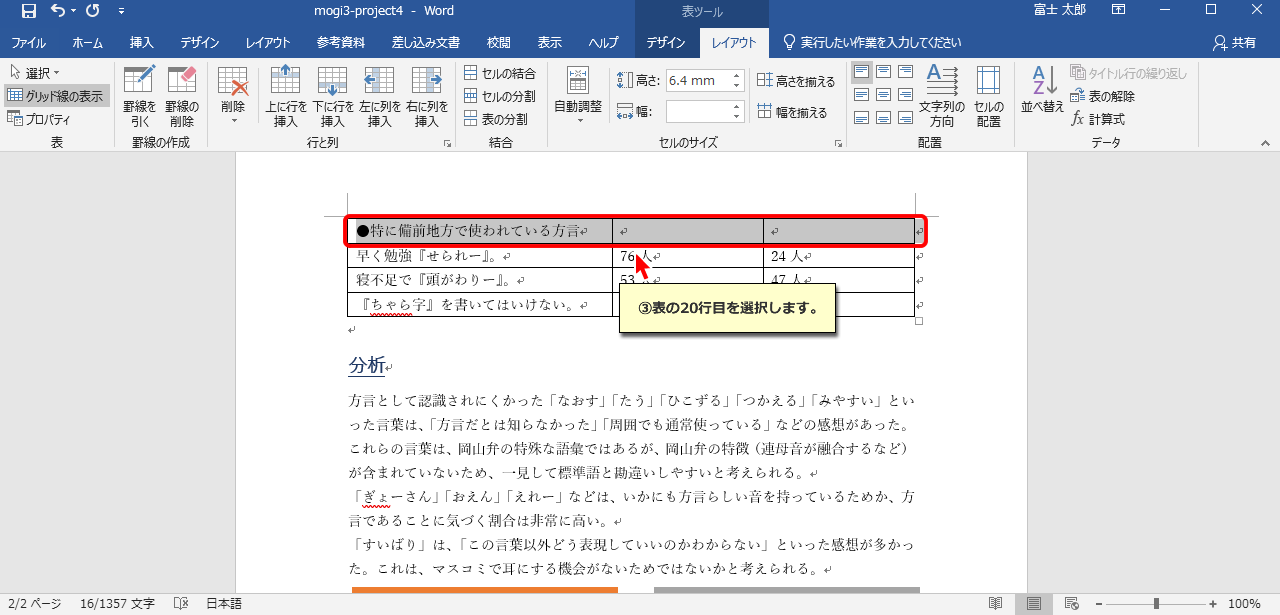 mogi3-project4 - Word
表ツール
富士 太郎
ファイル ホーム 挿入 デザイン レイアウト 参考資料 差し込み文書 校閲 表示 ヘルプ デザイン レイアウト 実行したい作業を入力してください 共有
選択
グリッド線の表示
プロパティ
表
罫線を引く
罫線の削除
罫線の作成
削除
上に行を挿入
下に行を挿入
左に列を挿入
右に列を挿入
行と列
セルの結合
セルの分割
表の分割
結合
自動調整
高さ: 6.4 mm
幅:
高さを揃える
幅を揃える
セルのサイズ
文字列の方向
セルの配置
配置
並べ替え
タイトル行の繰り返し
表の解除
fx 計算式
データ
●特に備前地方で使われている方言
早く勉強『せられー』。 76 人 24 人
寝不足で『頭がわりー』。 53 人 47 人
『ちゃら字』を書いてはいけない。
③表の20行目を選択します。
分析
方言として認識されにくかった「なおす」「たう」「ひこずる」「つかえる」「みやすい」とい
った言葉は、「方言だとは知らなかった」「周囲でも通常使っている」などの感想があった。
これらの言葉は、岡山弁の特殊な語彙ではあるが、岡山弁の特徴（連母音が融合するなど）
が含まれていないため、一見して標準語と勘違いしやすいと考えられる。
「ぎょーさん」「おえん」「えれー」などは、いかにも方言らしい音を持っているためか、方
言であることに気づく割合は非常に高い。
「すいばり」は、「この言葉以外どう表現していいのかわからない」といった感想が多かっ
た。これは、マスコミで耳にする機会がないためではないかと考えられる。
2/2 ページ 16/1357 文字 日本語 100%